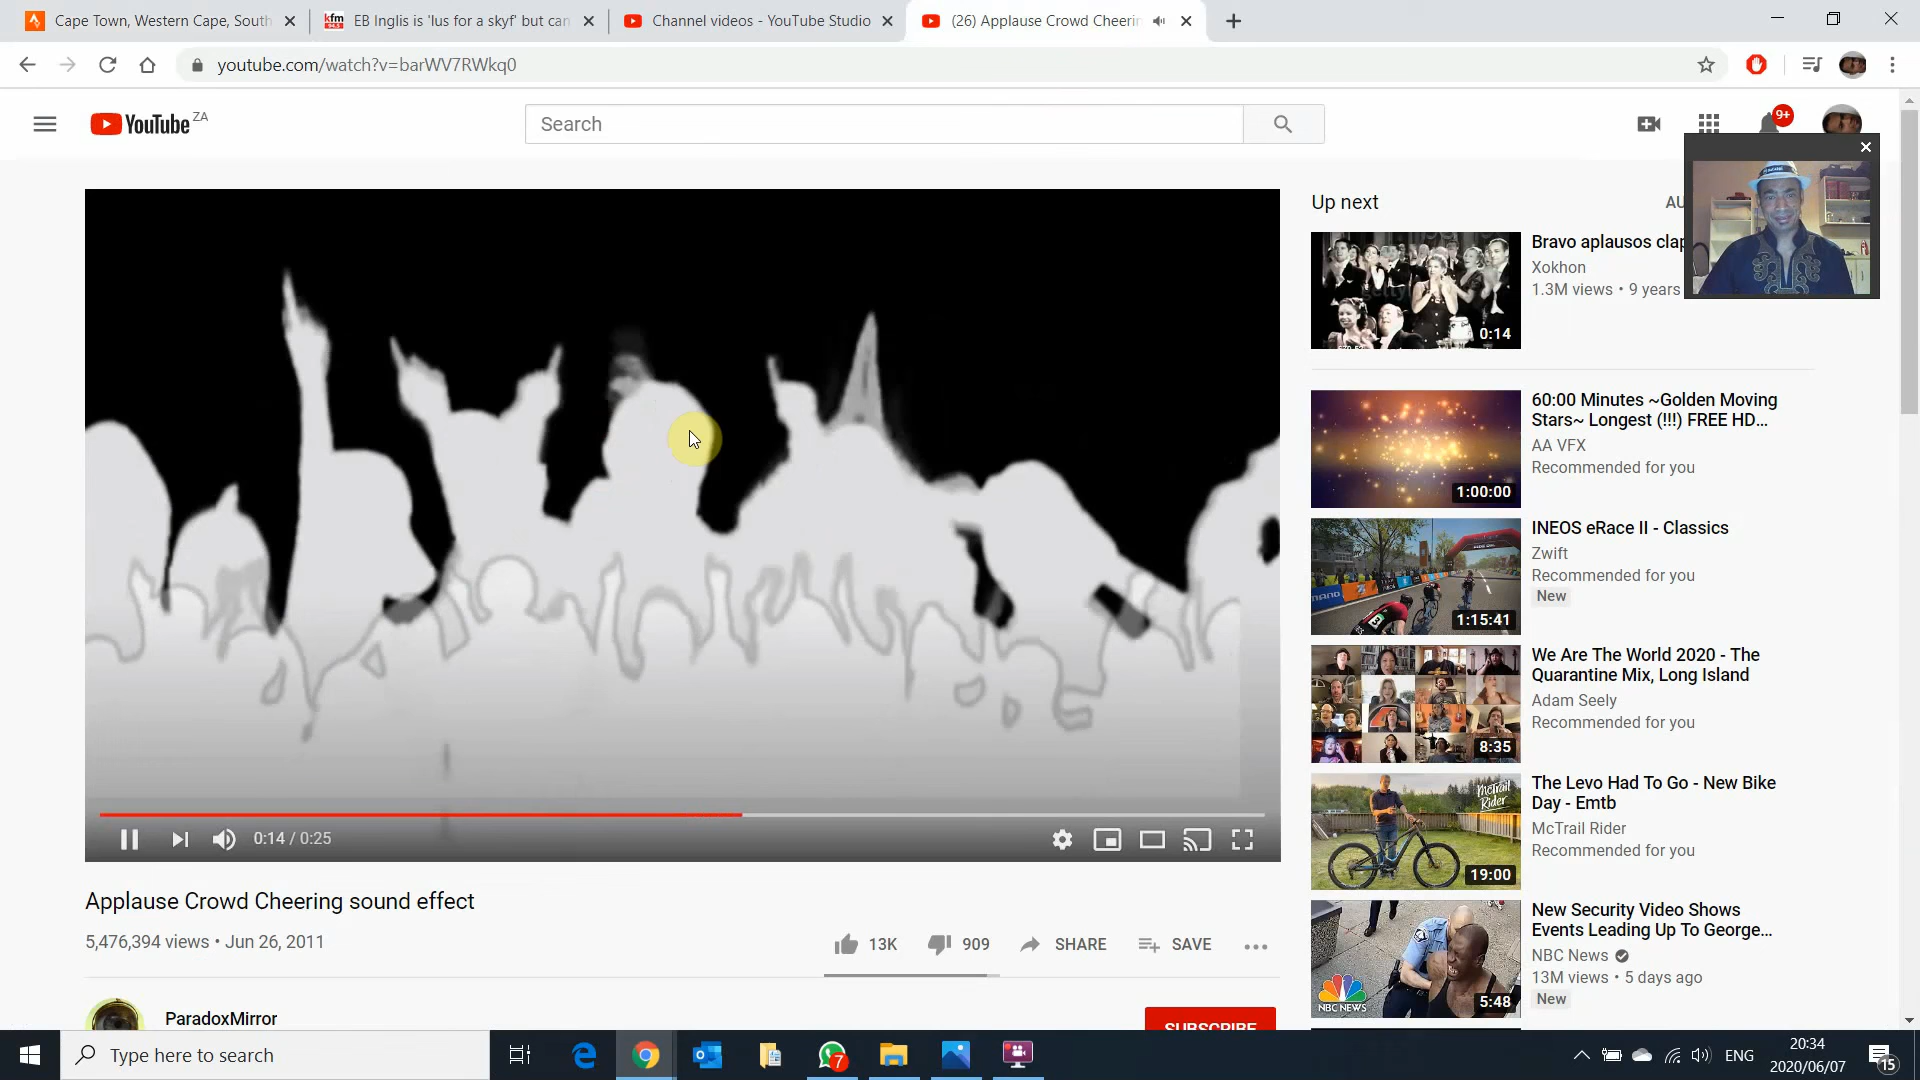 Cape Town, Western Cape, South
kfm
94.5
EB Inglis is 'lus for a skyf' but can
Channel videos - YouTube Studio
(26) Applause Crowd Cheerin
youtube.com/watch?v=barWV7RWkq0
YouTube ZA
Search
9+
Up next
AU
Bravo aplausos clap
Xokhon
1.3M views • 9 years
0:14
60:00 Minutes ~Golden Moving
Stars~ Longest (!!!) FREE HD...
AA VFX
Recommended for you
1:00:00
INEOS eRace II - Classics
Zwift
Recommended for you
New
1:15:41
We Are The World 2020 - The
Quarantine Mix, Long Island
Adam Seely
Recommended for you
8:35
The Levo Had To Go - New Bike
Day - Emtb
McTrail Rider
Recommended for you
McTrail
Rider
19:00
New Security Video Shows
Events Leading Up To George...
NBC News
13M views • 5 days ago
New
NBC NEWS
5:48
0:14 / 0:25
Applause Crowd Cheering sound effect
5,476,394 views • Jun 26, 2011
13K
909
SHARE
SAVE
ParadoxMirror
SUBSCRIBE
Type here to search
7
ENG
20:34
2020/06/07
15